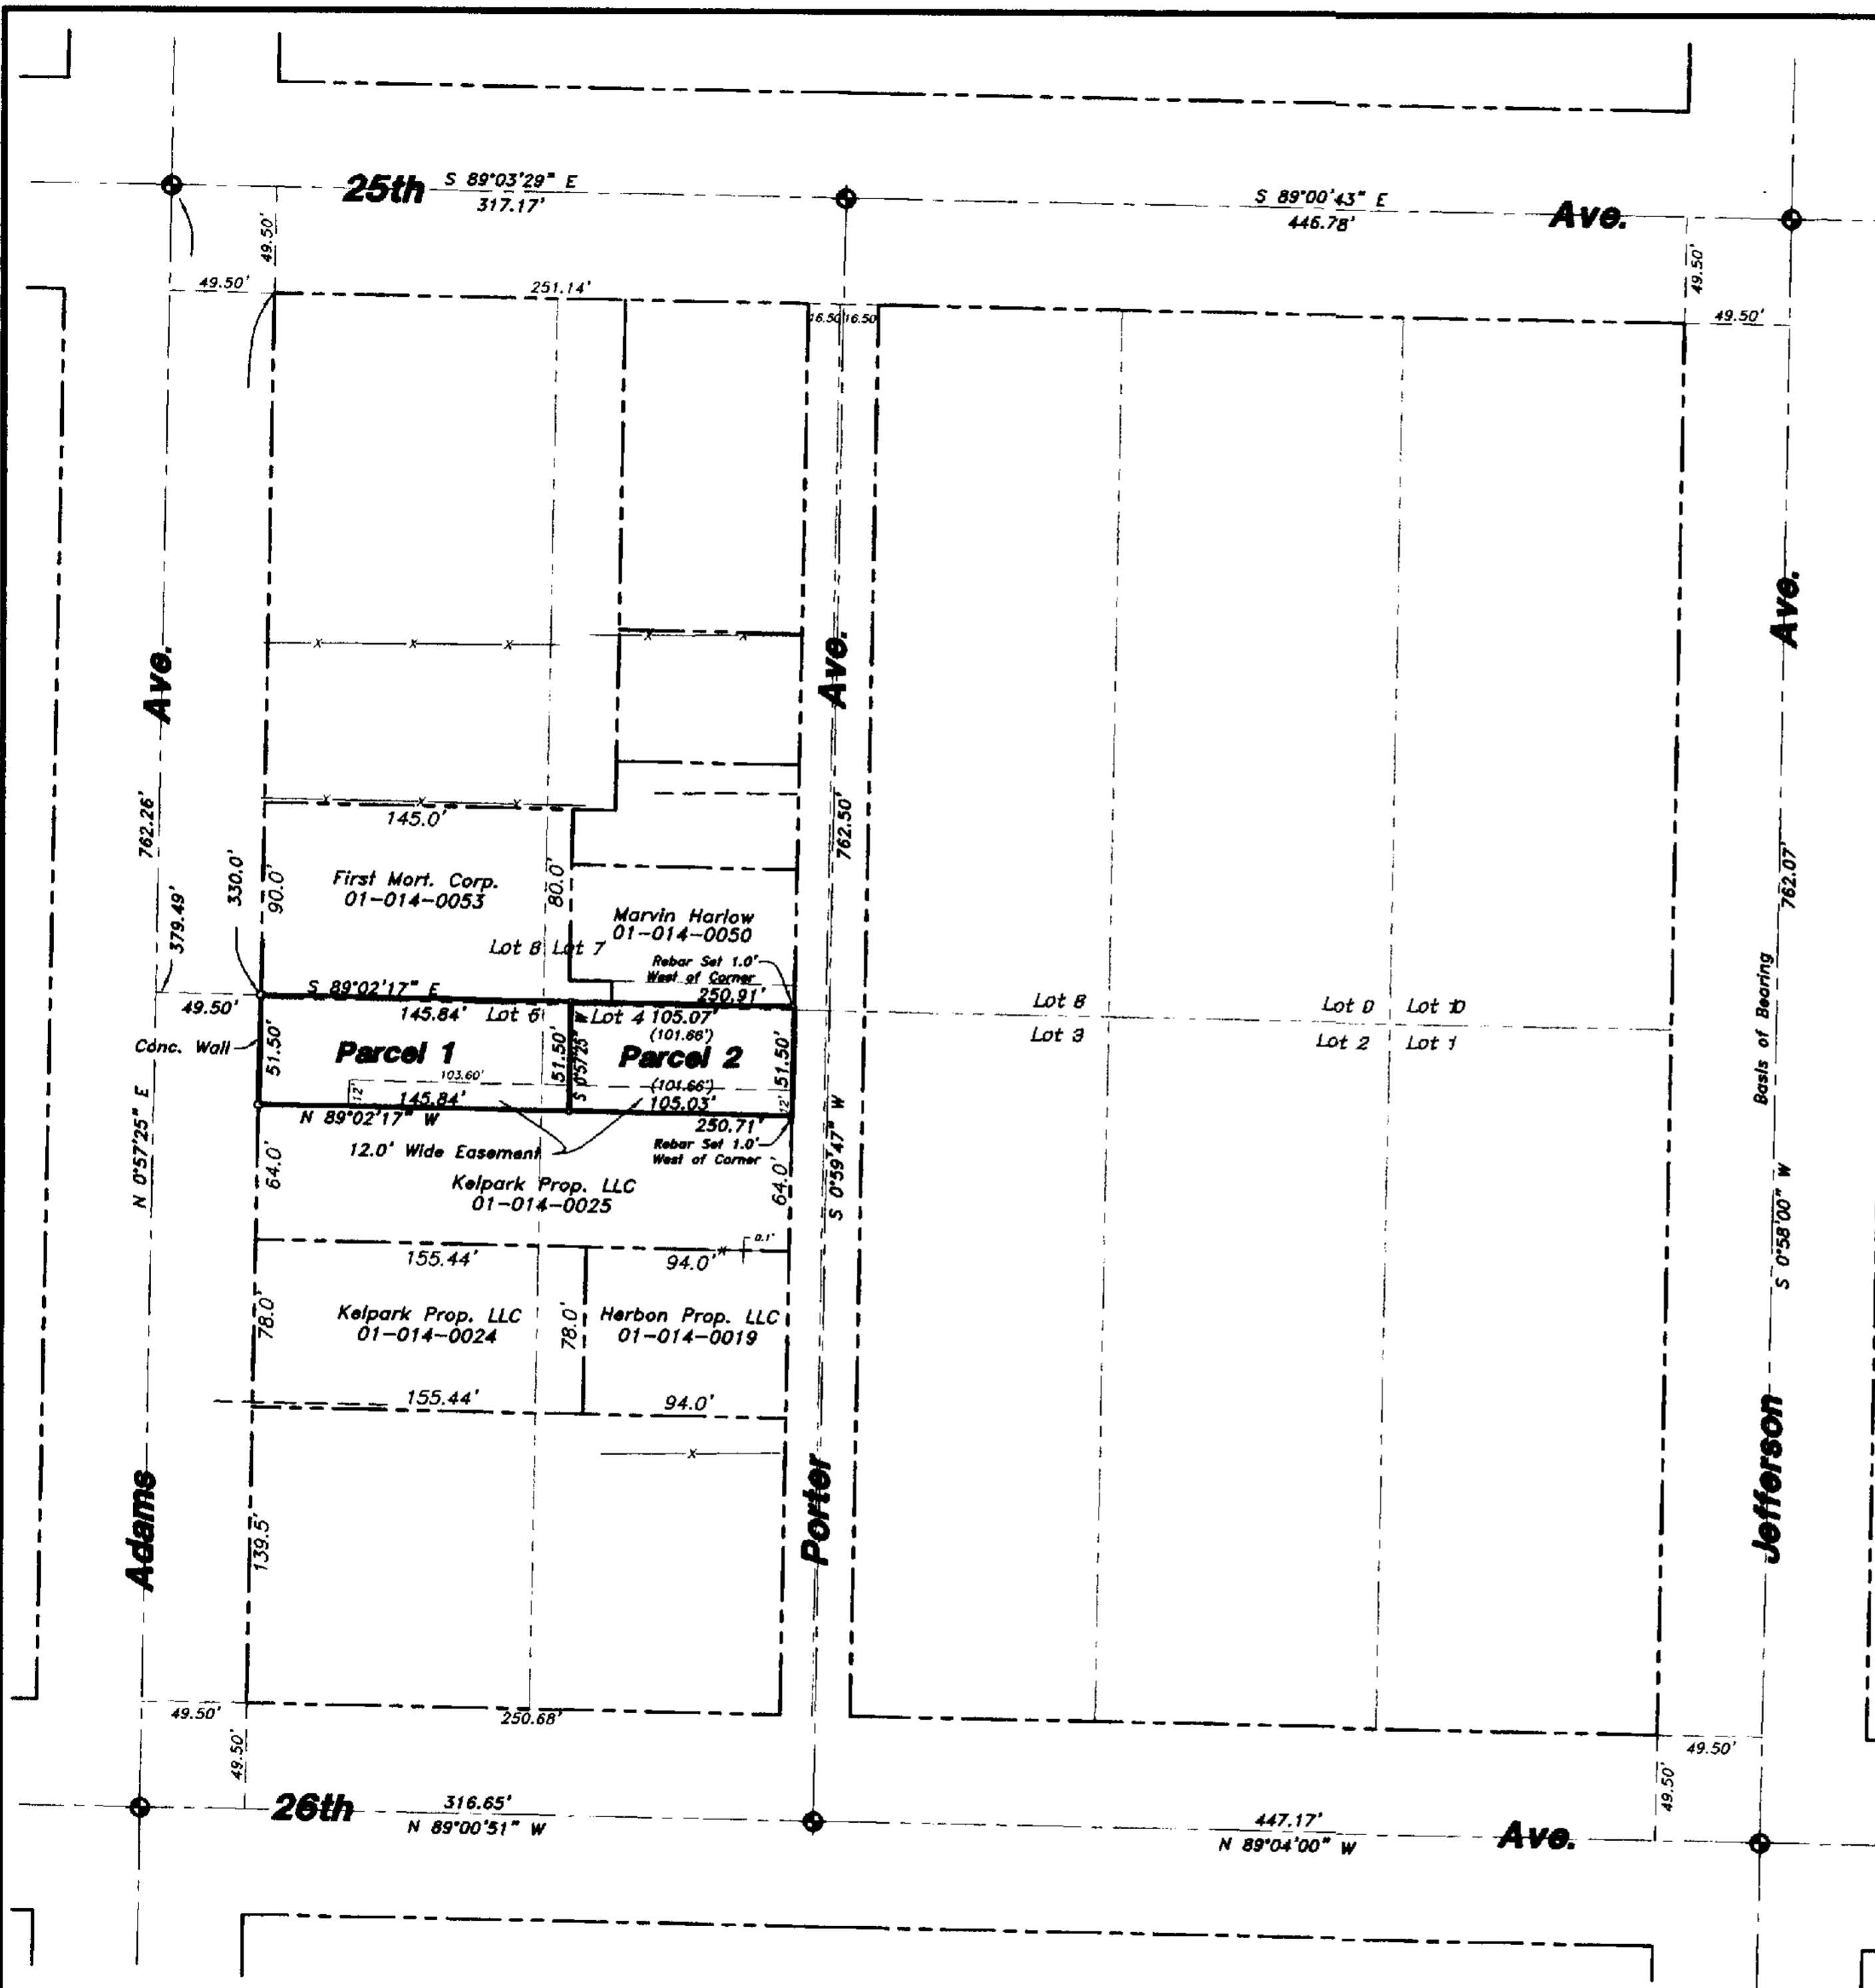 25th
S 89°03'29" E
317.17'
S 89°00'43" E
446.78'
Ave.
49.50'
49.50'
49.50'
49.50'
251.14'
16.50
16.50
Ave.
Ave.
Ave.
762.26'
762.50'
762.07'
145.0'
330.0'
379.49'
90.0'
80.0'
First Mort. Corp.
01-014-0053
Marvin Harlow
01-014-0050
Lot 8
Lot 7
Rebar Set 1.0'
West of Corner
S 89°02'17" E
250.91'
49.50'
145.84'
Lot 4
105.07'
(101.66')
Lot 8
Lot 3
Lot 2
Lot 1
Basis of Bearing
Conc. Wall
51.50'
Parcel 1
51.50'
S 0°57'25" W
Parcel 2
51.50'
103.60'
12'
145.84'
(101.66')
105.03'
12'
N 89°02'17" W
250.71'
12.0' Wide Easement
Rebar Set 1.0'
West of Corner
N 0°57'25" E
64.0'
Kelpark Prop. LLC
01-014-0025
64.0'
S 0°59'47" W
S 0°58'00" W
0.1'
155.44'
94.0'
78.0'
Kelpark Prop. LLC
01-014-0024
78.0'
Herbon Prop. LLC
01-014-0019
155.44'
94.0'
Adams
Porter
Jefferson
139.5'
49.50'
250.68'
49.50'
49.50'
49.50'
26th
316.65'
N 89°00'51" W
447.17'
N 89°04'00" W
Ave.